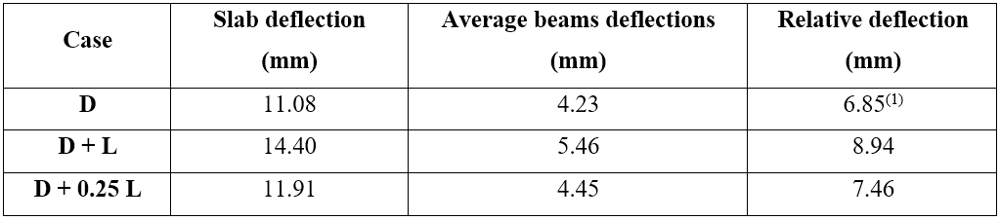 Case Slab deflection (mm) Average beams deflections (mm) Relative deflection (mm)
D 11.08 4.23 6.85(1)
D + L 14.40 5.46 8.94
D + 0.25 L 11.91 4.45 7.46